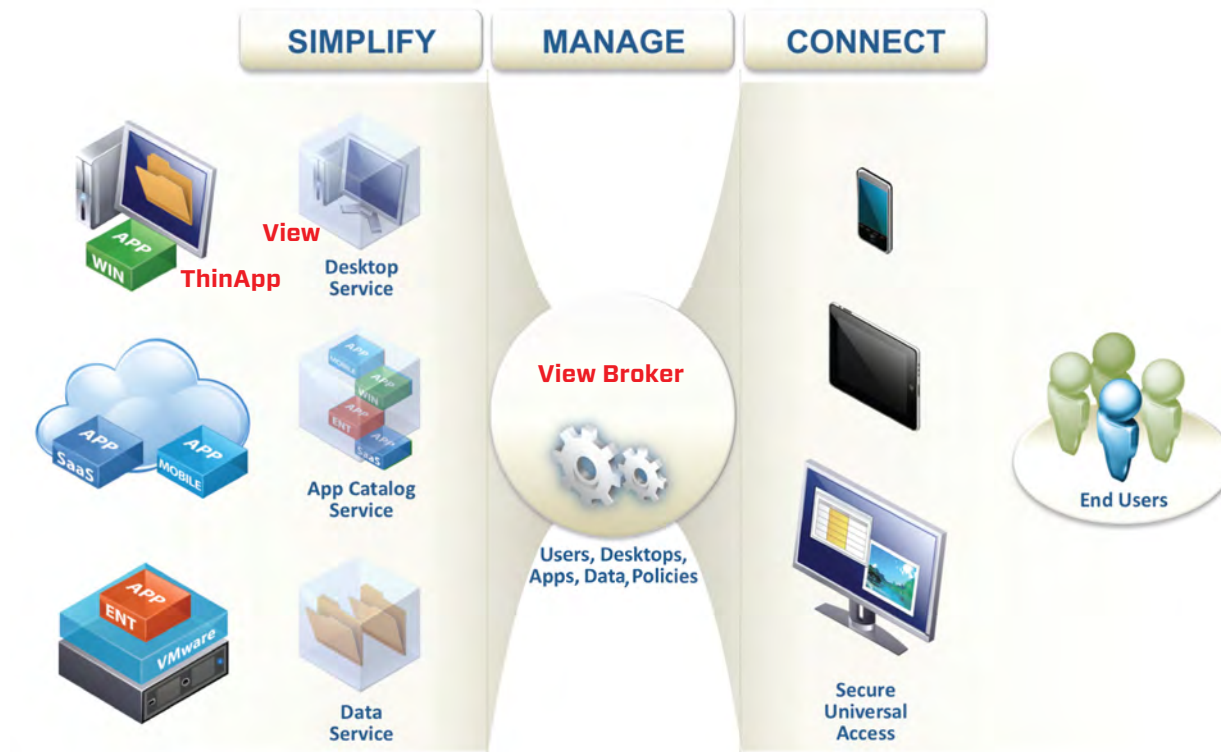 SIMPLIFY
MANAGE
CONNECT
APP
WIN
ThinApp
View
Desktop
Service
APP
SaaS
APP
MOBILE
APP
MOBILE
APP
WIN
APP
ENT
APP
SaaS
App Catalog
Service
APP
ENT
VMware
Data
Service
View Broker
Users, Desktops,
Apps, Data, Policies
Secure
Universal
Access
End Users